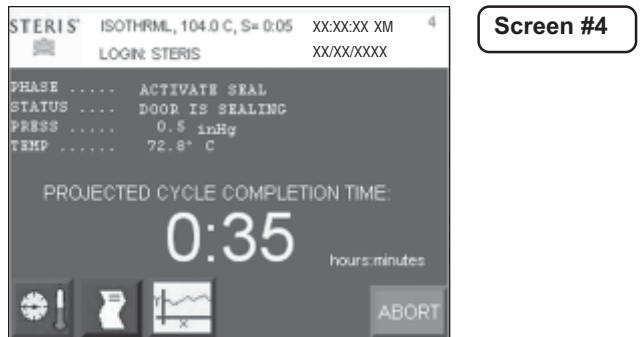 STERIS ISOTHRML, 104.0 C, S= 0:05 XX:XX:XX XM 4
LOGIN: STERIS XX/XX/XXXX
Screen #4
PHASE ..... ACTIVATE SEAL
STATUS .... DOOR IS SEALING
PRESS ..... 0.5 inHg
TEMP ...... 72.8° C
PROJECTED CYCLE COMPLETION TIME:
0:35
hours:minutes
X
ABORT